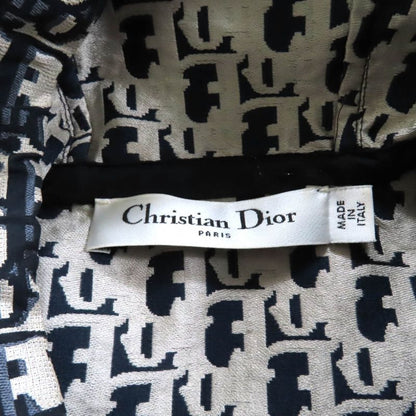 Christian Dior
PARIS
MADE
IN
ITALY